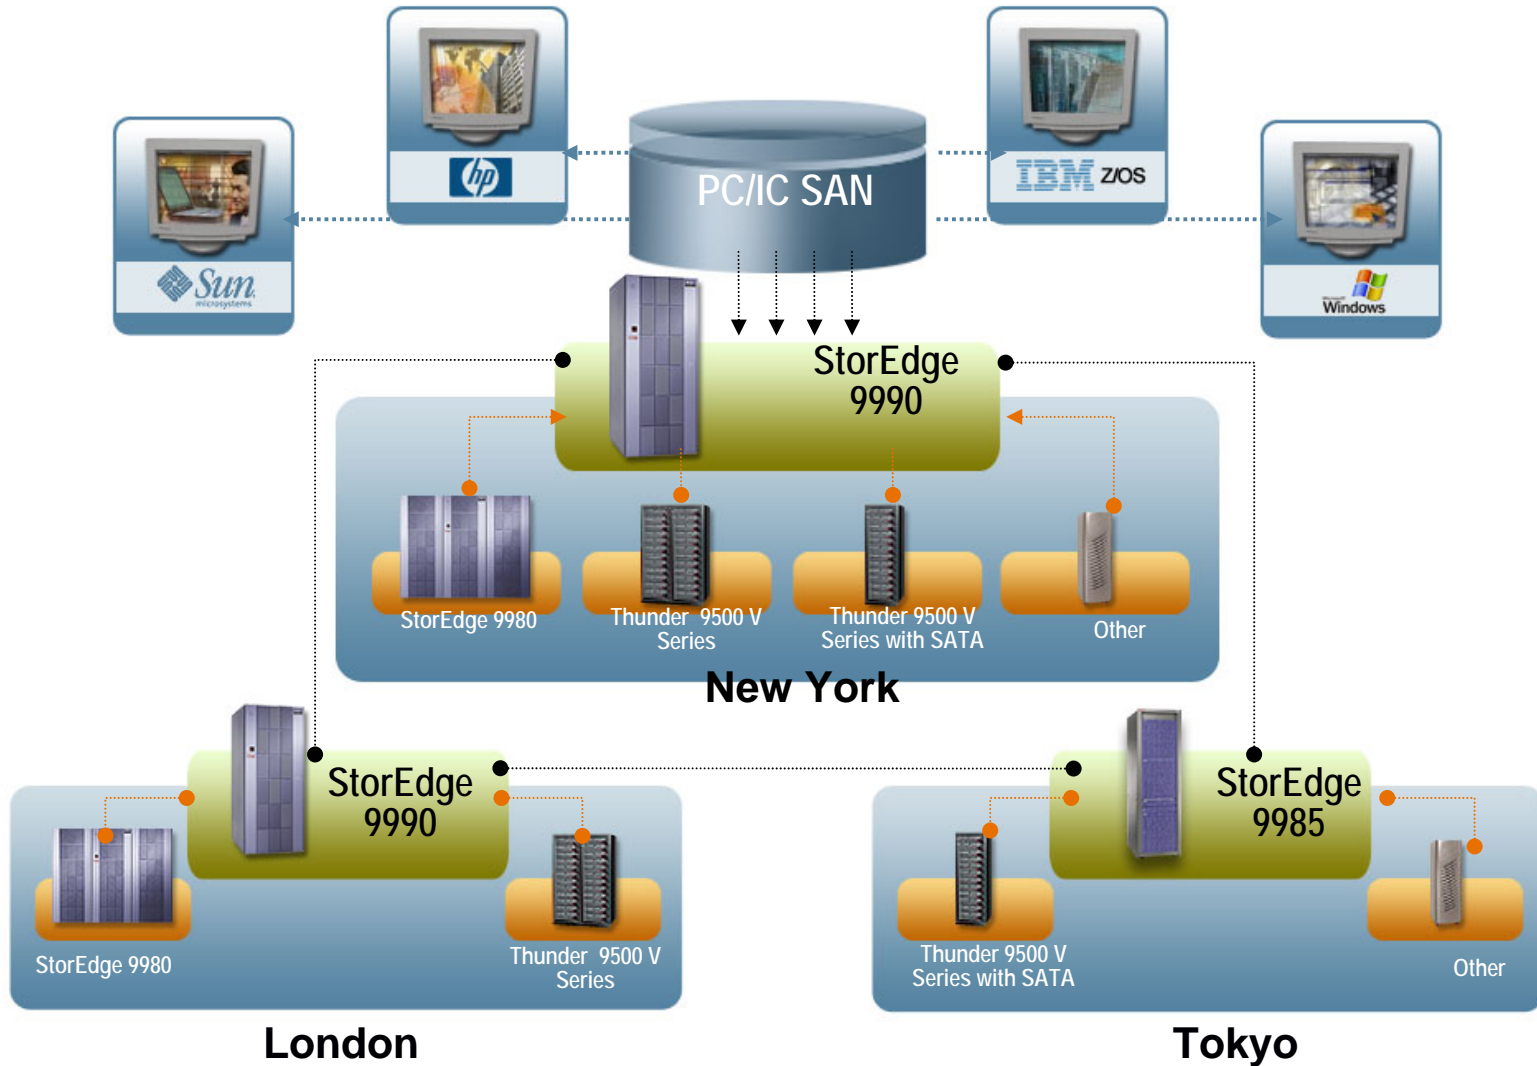 hp
IBM z/OS
PC/IC SAN
Sun
microsystems
Microsoft
Windows
StorEdge
9990
StorEdge 9980
Thunder 9500 V
Series
Thunder 9500 V
Series with SATA
Other
New York
StorEdge
9990
StorEdge 9980
Thunder 9500 V
Series
London
StorEdge
9985
Thunder 9500 V
Series with SATA
Other
Tokyo